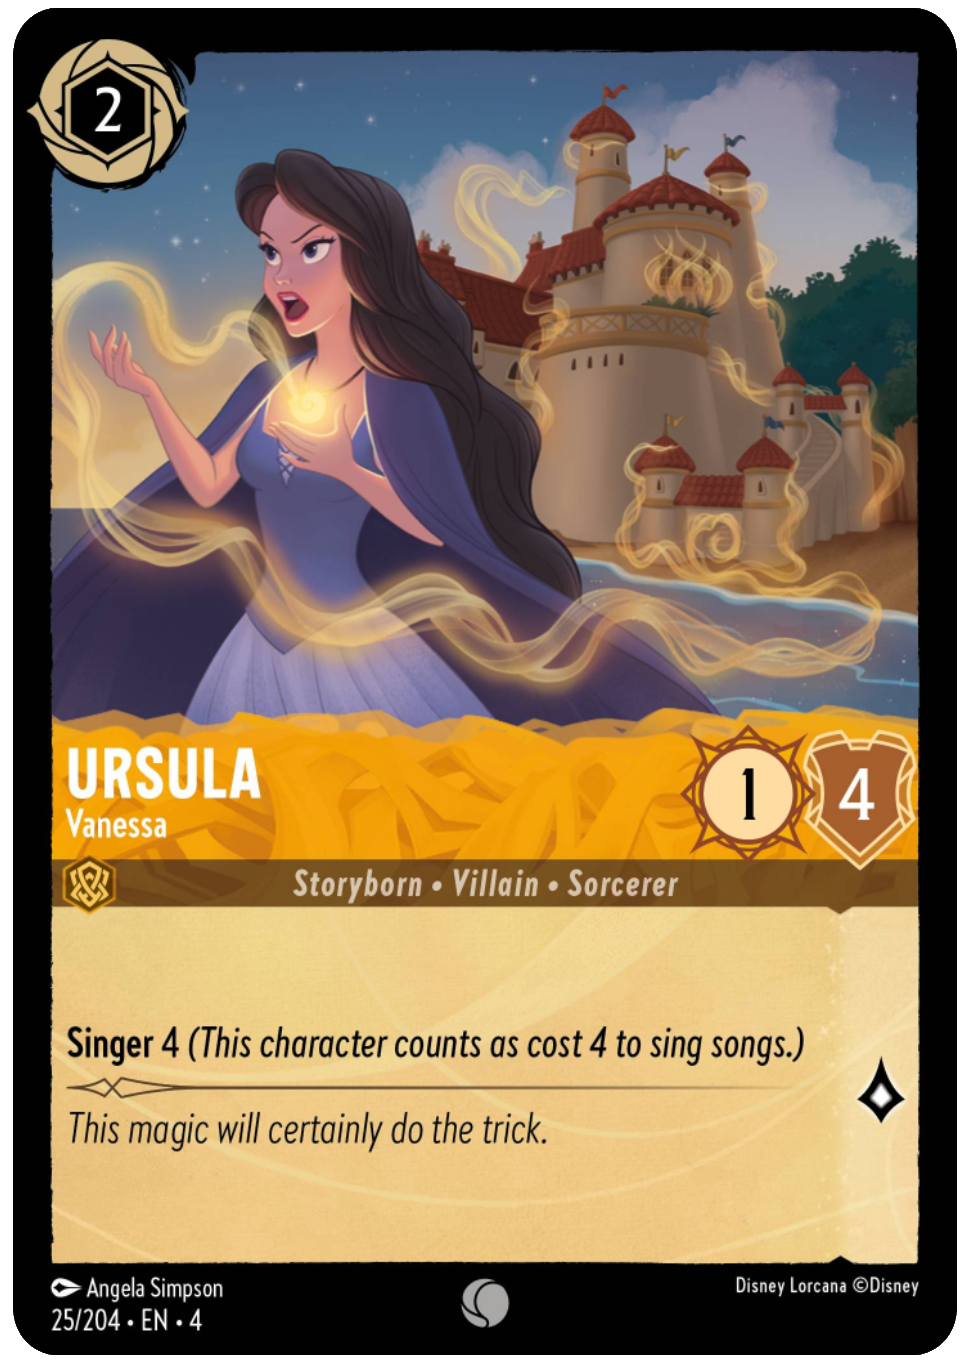 2
URSULA
Vanessa
1
4
Storyborn • Villain • Sorcerer
Singer 4 (This character counts as cost 4 to sing songs.)
This magic will certainly do the trick.
Angela Simpson
Disney Lorcana ©Disney
25/204 • EN • 4